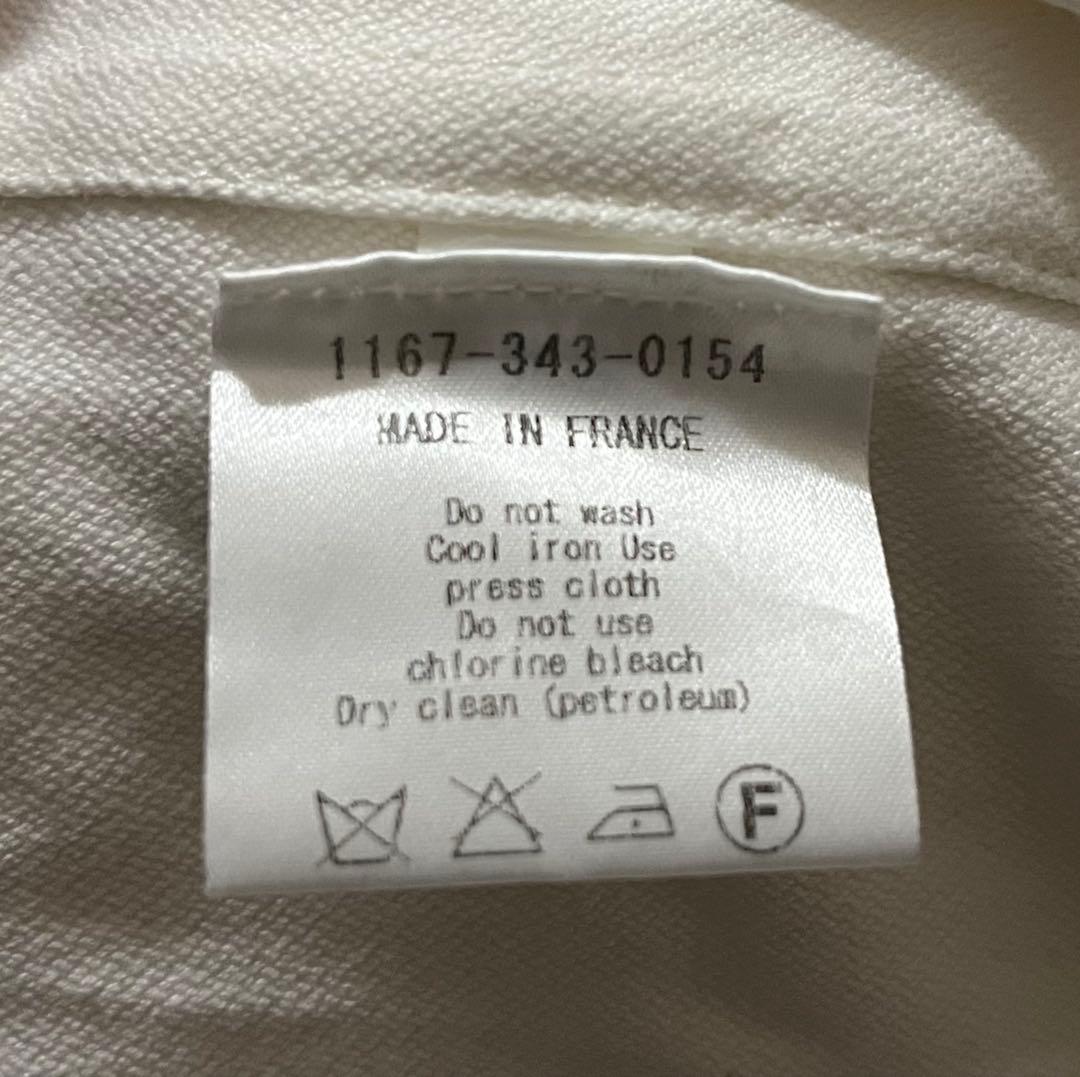 1167-343-0154
MADE IN FRANCE
Do not wash
Cool iron Use
press cloth
Do not use
chlorine bleach
Dry clean (petroleum)
F